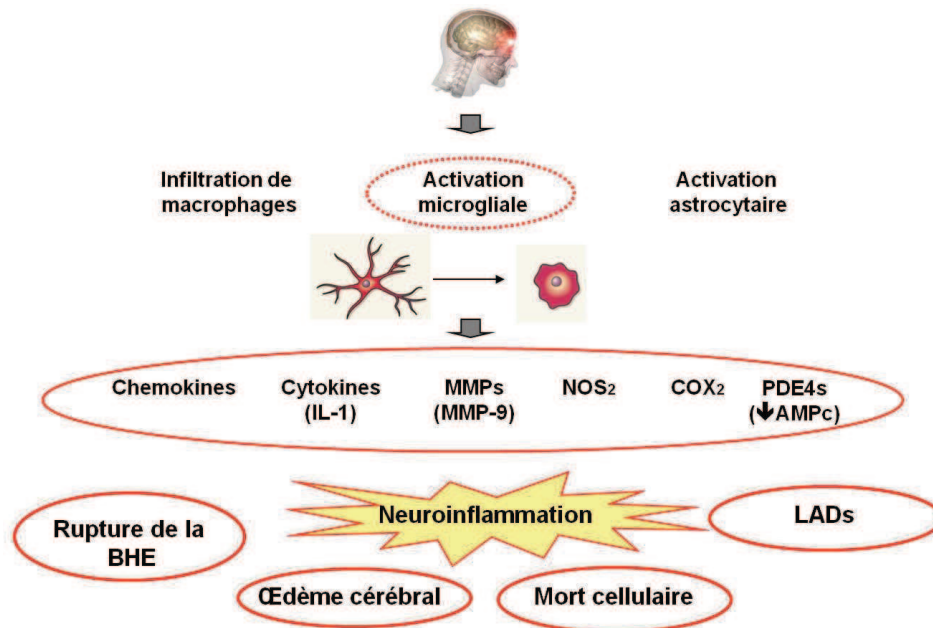 Infiltration de
macrophages
Activation
microgliale
Activation
astrocytaire
Chemokines
Cytokines
(IL-1)
MMPs
(MMP-9)
NOS₂
COX₂
PDE4s
(🡇AMPc)
Neuroinflammation
Rupture de la
BHE
LADs
Œdème cérébral
Mort cellulaire